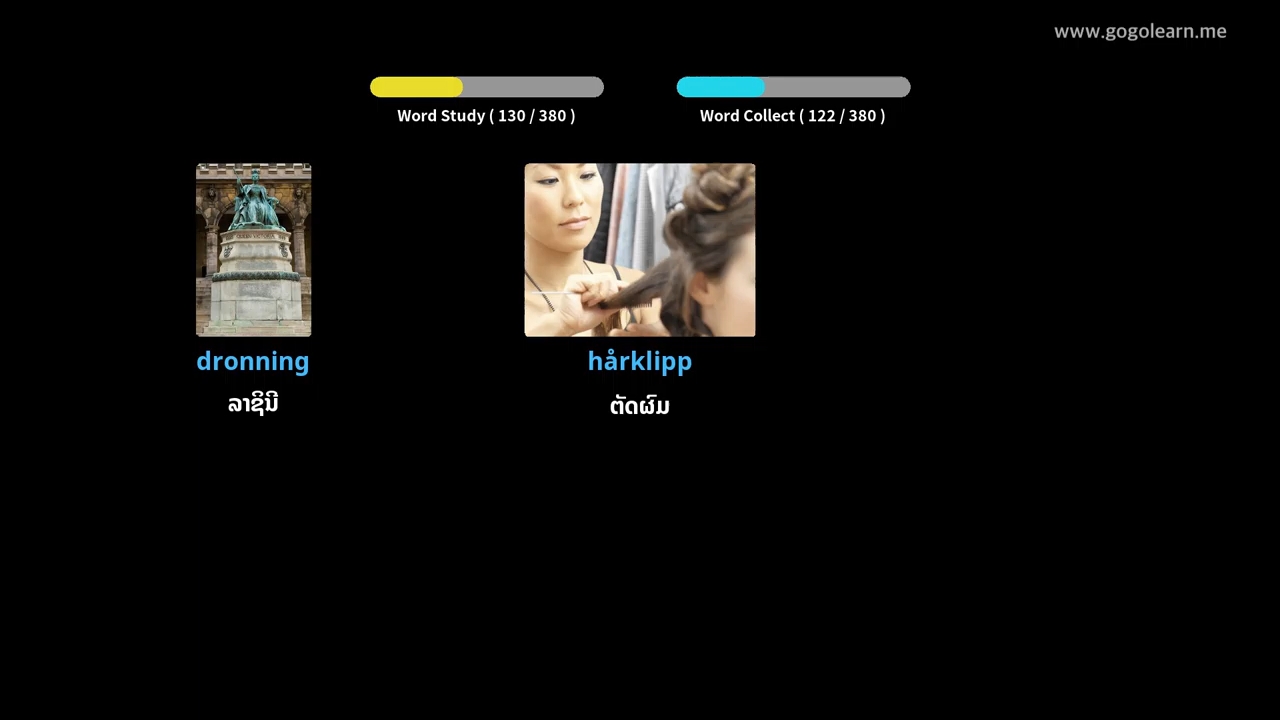 www.gogolearn.me
Word Study ( 130 / 380 )
Word Collect ( 122 / 380 )
dronning
ລາຊິນີ
hårklipp
ຕັດຜົມ